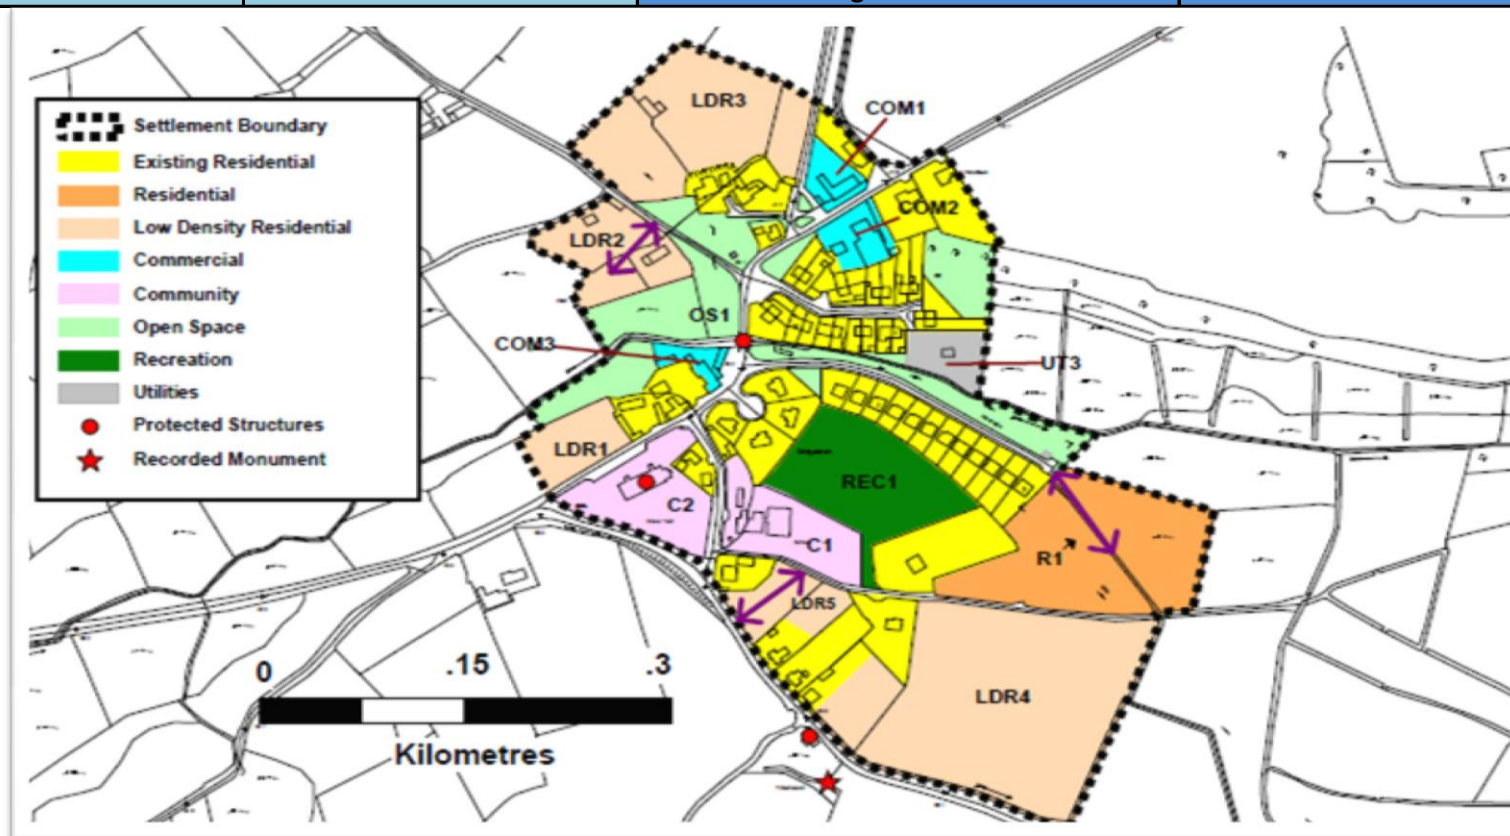 LDR3
COM1
Settlement Boundary
Existing Residential
Residential
Low Density Residential
Commercial
Community
Open Space
Recreation
Utilities
Protected Structures
Recorded Monument
COM2
LDR2
OS1
COM3
UT3
LDR1
REC1
C2
C1
R1
LDR5
LDR4
0 .15 .3
Kilometres